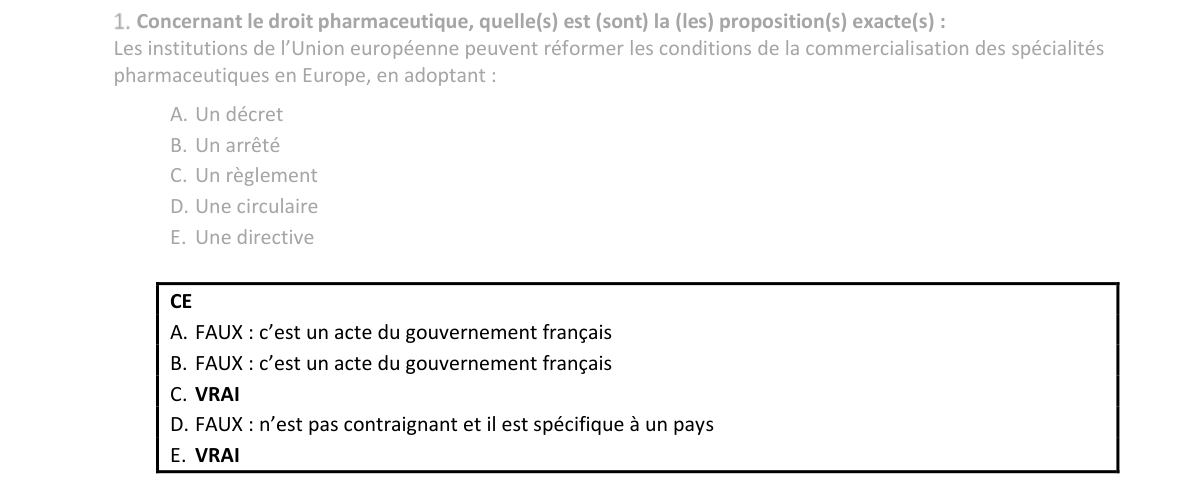 1. Concernant le droit pharmaceutique, quelle(s) est (sont) la (les) proposition(s) exacte(s) :
Les institutions de l’Union européenne peuvent réformer les conditions de la commercialisation des spécialités
pharmaceutiques en Europe, en adoptant :
A. Un décret
B. Un arrêté
C. Un règlement
D. Une circulaire
E. Une directive
CE
A. FAUX : c’est un acte du gouvernement français
B. FAUX : c’est un acte du gouvernement français
C. VRAI
D. FAUX : n’est pas contraignant et il est spécifique à un pays
E. VRAI